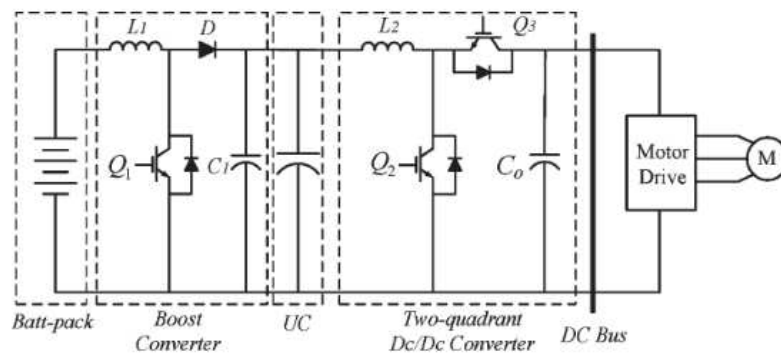 L1
D
L2
Q3
Q1
C1
Q2
Co
Motor
Drive
M
Batt-pack
Boost
Converter
UC
Two-quadrant
Dc/Dc Converter
DC Bus